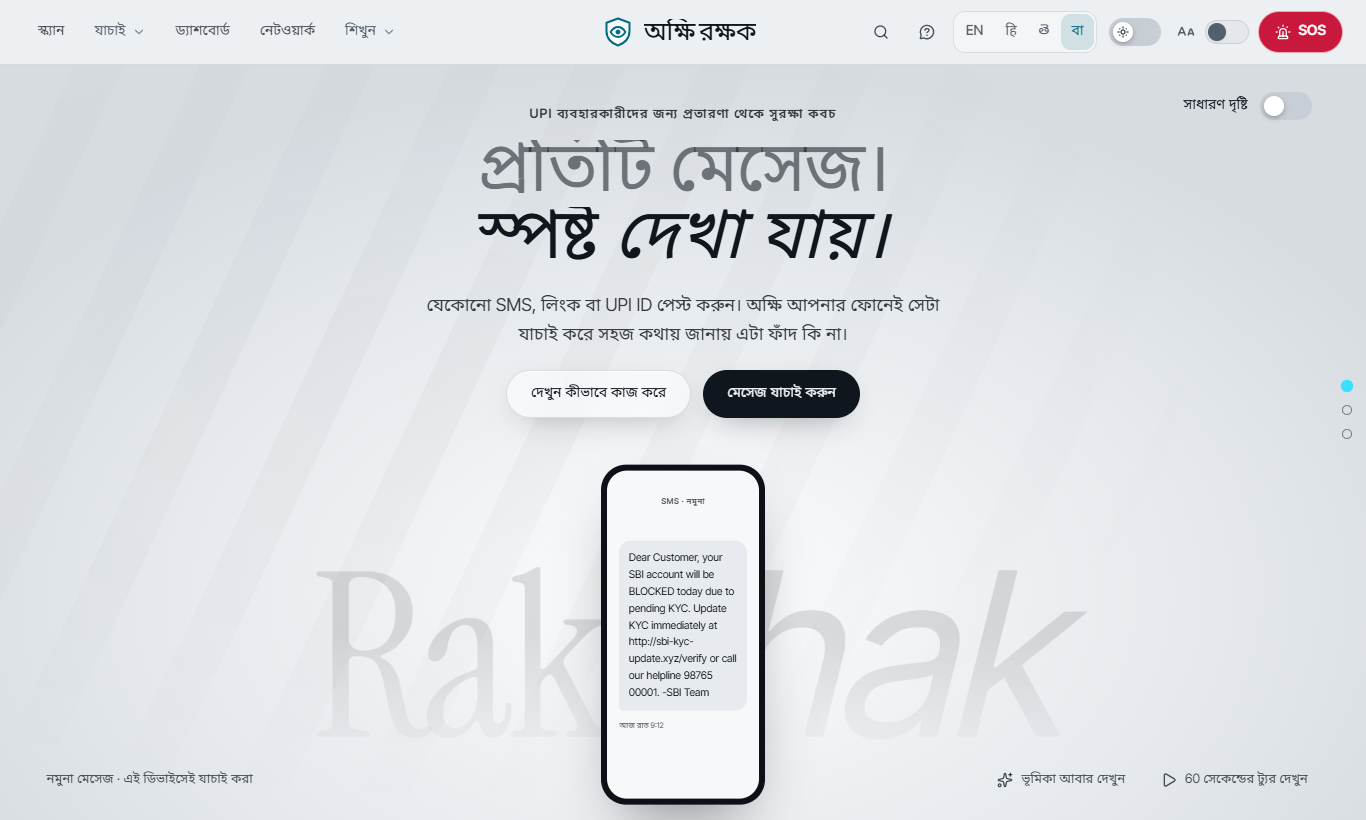 স্ক্যান
যাচাই
ড্যাশবোর্ড
নেটওয়ার্ক
শিখুন
অক্ষি রক্ষক
EN
हि
తె
বা
AA
SOS
UPI ব্যবহারকারীদের জন্য প্রতারণা থেকে সুরক্ষা কবচ
সাধারণ দৃষ্টি
প্রতিটি মেসেজ।
স্পষ্ট দেখা যায়।
যেকোনো SMS, লিংক বা UPI ID পেস্ট করুন। অক্ষি আপনার ফোনেই সেটা
যাচাই করে সহজ কথায় জানায় এটা ফাঁদ কি না।
দেখুন কীভাবে কাজ করে
মেসেজ যাচাই করুন
SMS · নমুনা
Dear Customer, your
SBI account will be
BLOCKED today due to
pending KYC. Update
KYC immediately at
http://sbi-kyc-
update.xyz/verify or call
our helpline 98765
00001. -SBI Team
আজ রাত 9:12
নমুনা মেসেজ · এই ডিভাইসেই যাচাই করা
ভূমিকা আবার দেখুন
60 সেকেন্ডের ট্যুর দেখুন